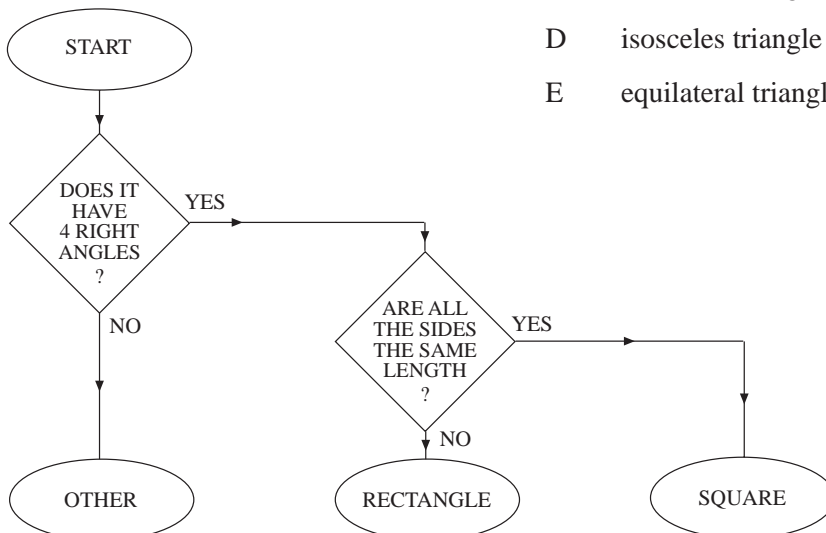 START
D isosceles triangle
E equilateral
DOES IT
HAVE
4 RIGHT
ANGLES
?
YES
NO
ARE ALL
THE SIDES
THE SAME
LENGTH
?
YES
NO
OTHER
RECTANGLE
SQUARE